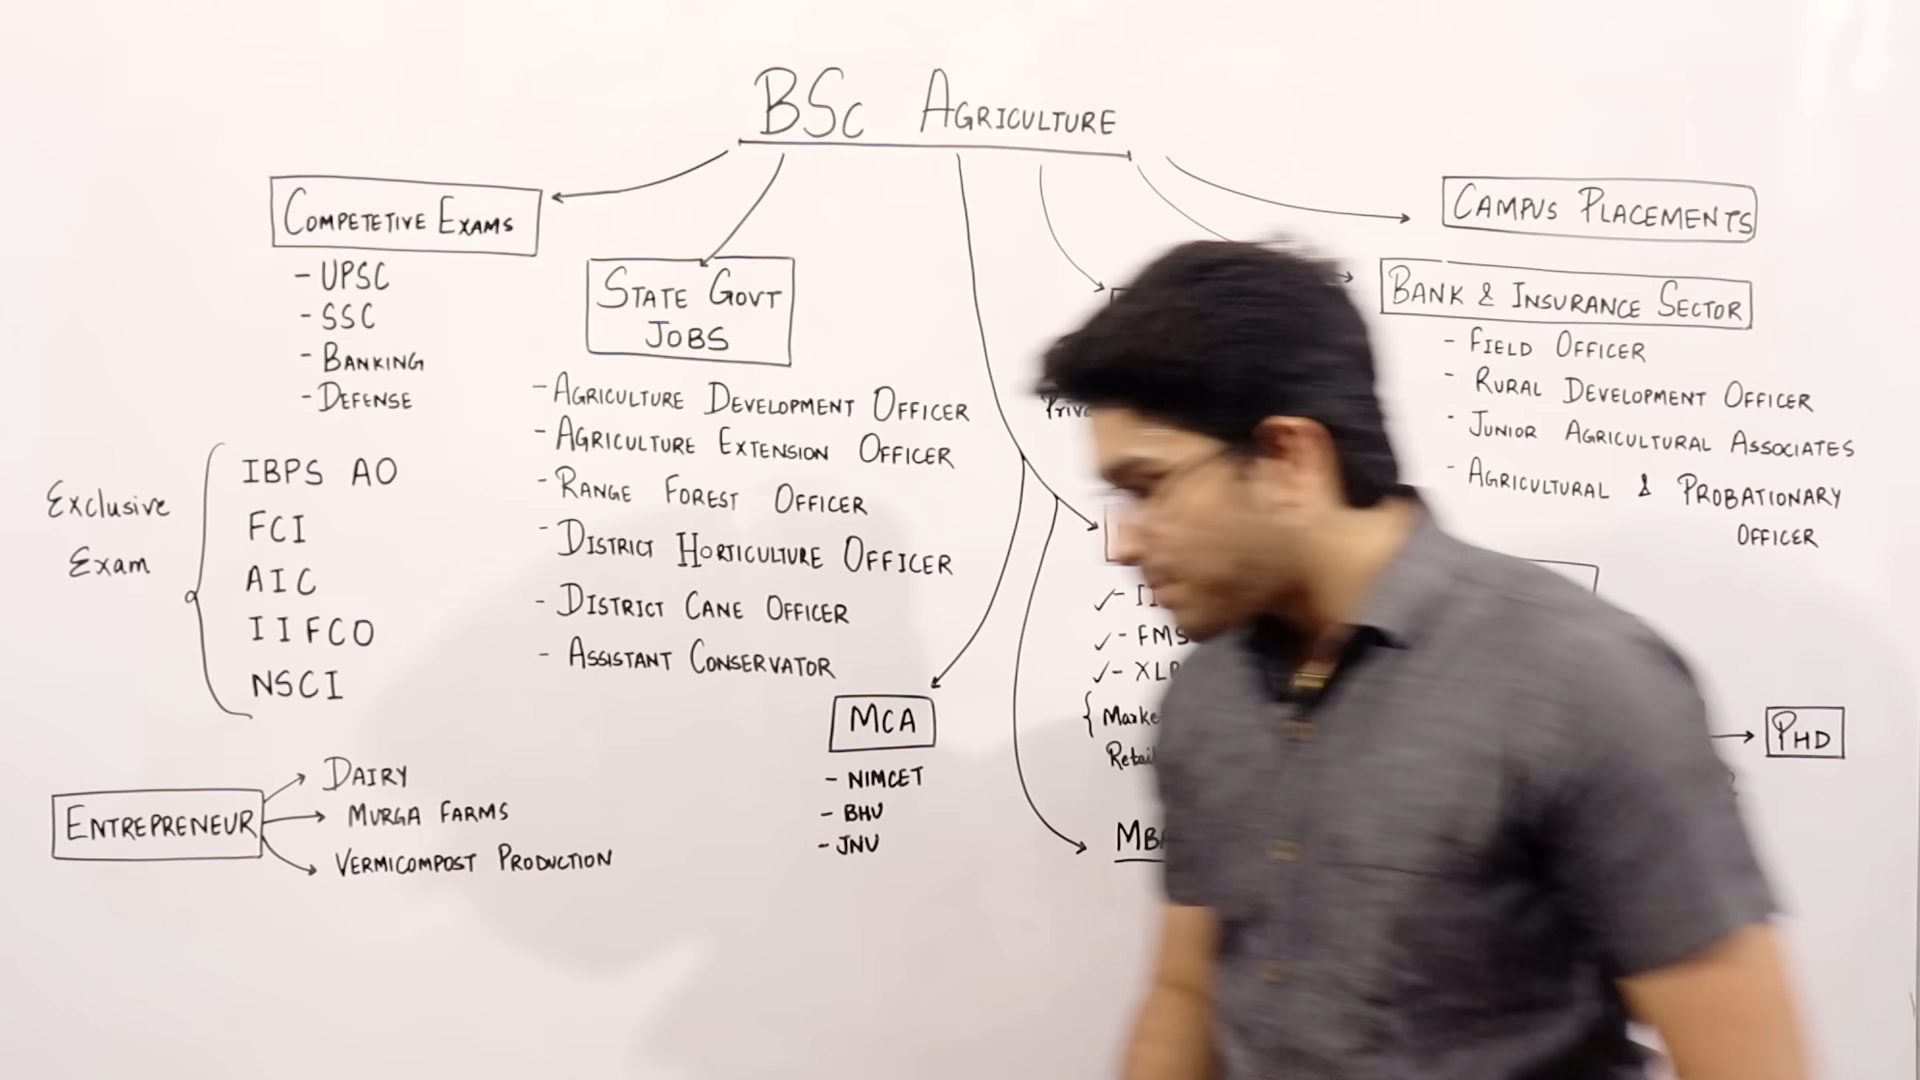 BSc AGRICULTURE
COMPETETIVE EXAMS
- UPSC
- SSC
- BANKING
- DEFENSE
Exclusive
Exam
IBPS AO
FCI
AIC
IIFCO
NSCI
ENTREPRENEUR
DAIRY
MURGA FARMS
VERMICOMPOST PRODUCTION
STATE GOVT
JOBS
- AGRICULTURE DEVELOPMENT OFFICER
- AGRICULTURE EXTENSION OFFICER
- RANGE FOREST OFFICER
- DISTRICT HORTICULTURE OFFICER
- DISTRICT CANE OFFICER
- ASSISTANT CONSERVATOR
MCA
- NIMCET
- BHU
- JNU
✓- FMS
CAMPUS PLACEMENTS
BANK & INSURANCE SECTOR
- FIELD OFFICER
- RURAL DEVELOPMENT OFFICER
- JUNIOR AGRICULTURAL ASSOCIATES
- AGRICULTURAL & PROBATIONARY
OFFICER
PHD